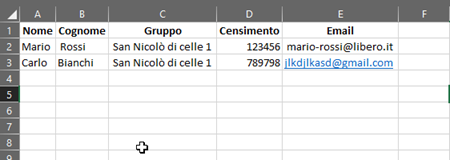 A B C D E F
1 Nome Cognome Gruppo Censimento Email
2 Mario Rossi San Nicolò di celle 1 123456 mario-rossi@libero.it
3 Carlo Bianchi San Nicolò di celle 1 789798 jlkdjlkasd@gmail.com
4
5
6
7
8
9